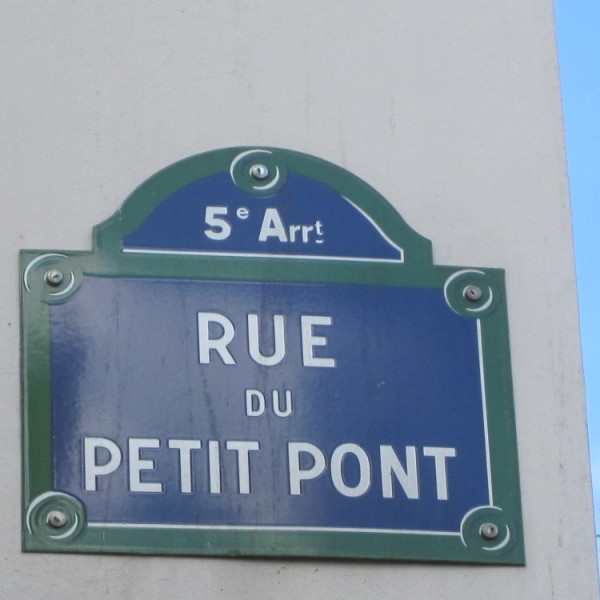 5e Arrt
RUE
DU
PETIT PONT